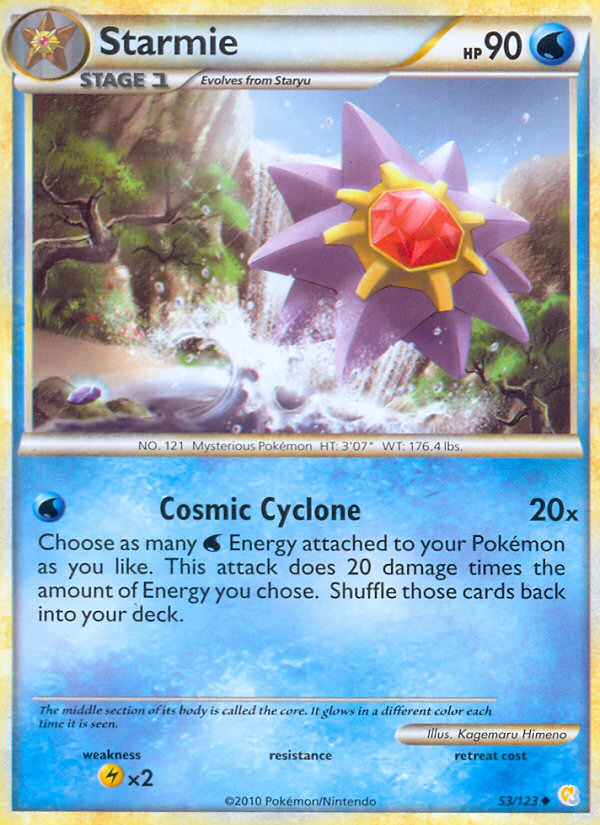 Starmie
HP 90
STAGE 1
Evolves from Staryu
NO. 121 Mysterious Pokémon HT: 3'07" WT: 176.4 lbs.
Cosmic Cyclone 20x
Choose as many Energy attached to your Pokémon
as you like. This attack does 20 damage times the
amount of Energy you chose. Shuffle those cards back
into your deck.
The middle section of its body is called the core. It glows in a different color each
time it is seen.
Illus. Kagemaru Himeno
weakness resistance retreat cost
×2
©2010 Pokémon/Nintendo 53/123